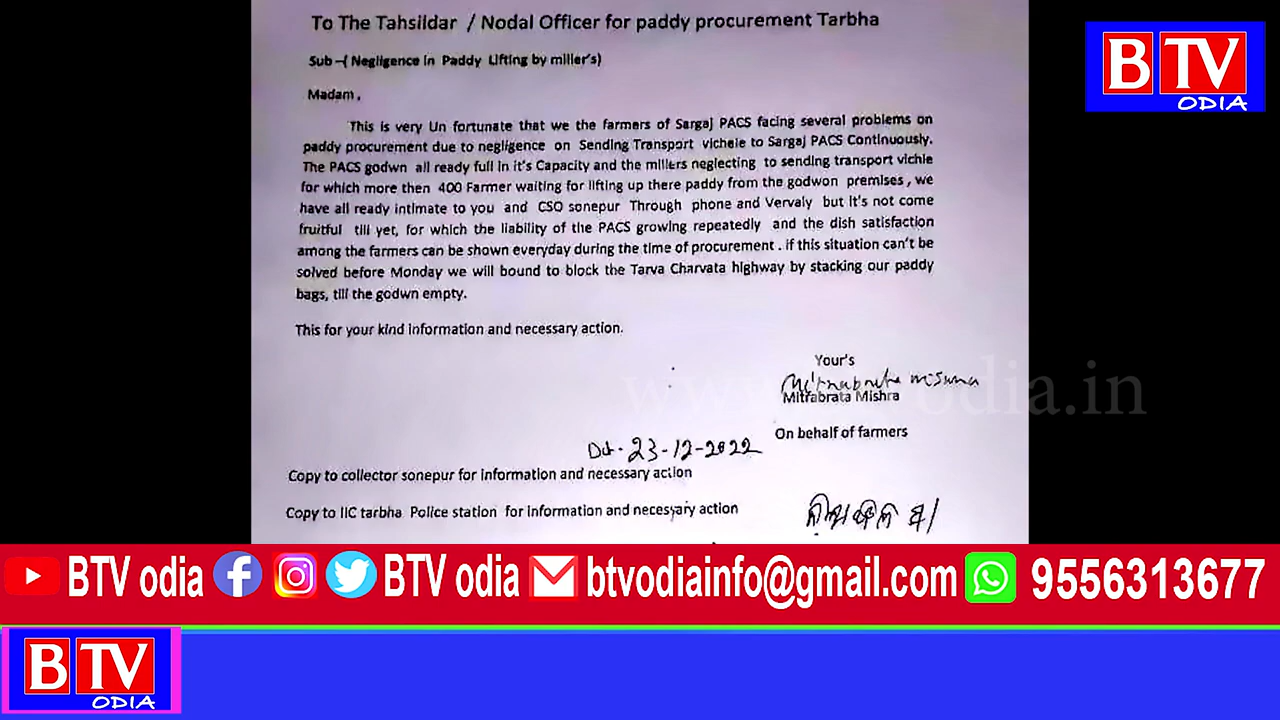 To The Tahsildar / Nodal Officer for paddy procurement Tarbha
Sub –( Negligence in Paddy Lifting by miller's)
Madam ,
This is very Un fortunate that we the farmers of Sargaj PACS facing several problems on
paddy procurement due to negligence on Sending Transport vichele to Sargaj PACS Continuously.
The PACS godwn all ready full in it's Capacity and the millers neglecting to sending transport vichle
for which more then 400 Farmer waiting for lifting up there paddy from the godwon premises , we
have all ready intimate to you and CSO sonepur Through phone and Vervaly but it's not come
fruitful till yet, for which the liability of the PACS growing repeatedly and the dish satisfaction
among the farmers can be shown everyday during the time of procurement . if this situation can't be
solved before Monday we will bound to block the Tarva Charvata highway by stacking our paddy
bags, till the godwn empty.
This for your kind information and necessary action.
Your's
Mitrabrata Mishra
Mitrabrata Mishra
On behalf of farmers
Dt- 23-12-2022
Copy to collector sonepur for information and necessary action
Copy to IIC tarbha Police station for information and necesyary action
BTV
ODIA
BTV odia BTV odia btvodiainfo@gmail.com 9556313677
BTV
ODIA